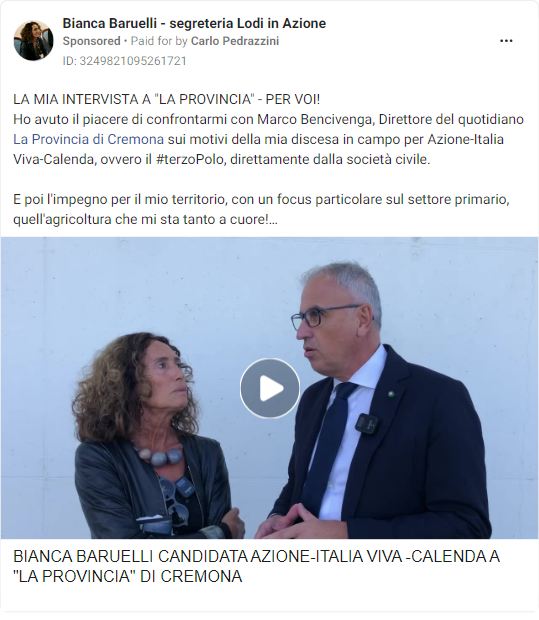 Bianca Baruelli - segreteria Lodi in Azione
Sponsored • Paid for by Carlo Pedrazzini
ID: 3249821095261721
LA MIA INTERVISTA A "LA PROVINCIA" - PER VOI!
Ho avuto il piacere di confrontarmi con Marco Bencivenga, Direttore del quotidiano
La Provincia di Cremona sui motivi della mia discesa in campo per Azione-Italia
Viva-Calenda, ovvero il #terzoPolo, direttamente dalla società civile.
E poi l'impegno per il mio territorio, con un focus particolare sul settore primario,
quell'agricoltura che mi sta tanto a cuore!...
BIANCA BARUELLI CANDIDATA AZIONE-ITALIA VIVA -CALENDA A
"LA PROVINCIA" DI CREMONA